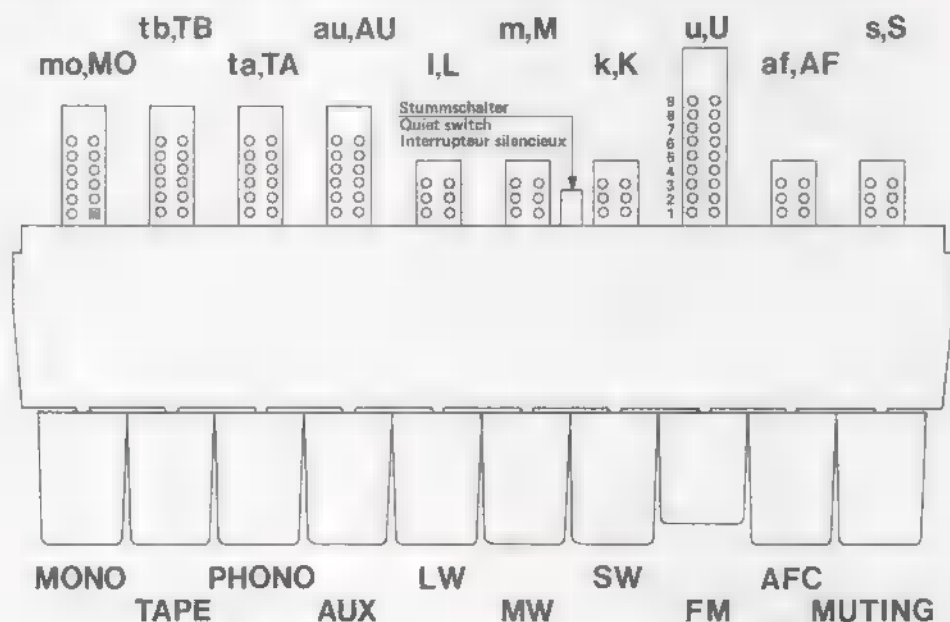 tb,TB au,AU m,M u,U s,S
mo,MO ta,TA l,L k,K af,AF
Stummschalter
Quiet switch
Interrupteur silencieux
9
8
7
6
5
4
3
2
1
MONO PHONO LW SW AFC
TAPE AUX MW FM MUTING